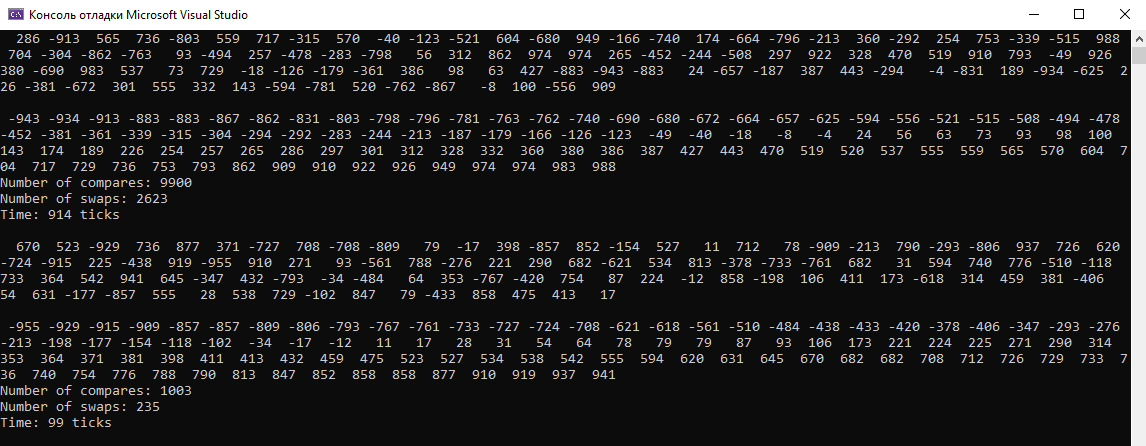 Консоль отладки Microsoft Visual Studio
286 -913 565 736 -803 559 717 -315 570 -40 -123 -521 604 -680 949 -166 -740 174 -664 -796 -213 360 -292 254 753 -339 -515 988
704 -304 -862 -763 93 -494 257 -478 -283 -798 56 312 862 974 974 265 -452 -244 -508 297 922 328 470 519 910 793 -49 926
380 -690 983 537 73 729 -18 -126 -179 -361 386 98 63 427 -883 -943 -883 24 -657 -187 387 443 -294 -4 -831 189 -934 -625 2
26 -381 -672 301 555 332 143 -594 -781 520 -762 -867 -8 100 -556 909
-943 -934 -913 -883 -883 -867 -862 -831 -803 -798 -796 -781 -763 -762 -740 -690 -680 -672 -664 -657 -625 -594 -556 -521 -515 -508 -494 -478
-452 -381 -361 -339 -315 -304 -294 -292 -283 -244 -213 -187 -179 -166 -126 -123 -49 -40 -18 -8 -4 24 56 63 73 93 98 100
143 174 189 226 254 257 265 286 297 301 312 328 332 360 380 386 387 427 443 470 519 520 537 555 559 565 570 604 7
04 717 729 736 753 793 862 909 910 922 926 949 974 974 983 988
Number of compares: 9900
Number of swaps: 2623
Time: 914 ticks
670 523 -929 736 877 371 -727 708 -708 -809 79 -17 398 -857 852 -154 527 11 712 78 -909 -213 790 -293 -806 937 726 620
-724 -915 225 -438 919 -955 910 271 93 -561 788 -276 221 290 682 -621 534 813 -378 -733 -761 682 31 594 740 776 -510 -118
733 364 542 941 645 -347 432 -793 -34 -484 64 353 -767 -420 754 87 224 -12 858 -198 106 411 173 -618 314 459 381 -406
54 631 -177 -857 555 28 538 729 -102 847 79 -433 858 475 413 17
-955 -929 -915 -909 -857 -857 -809 -806 -793 -767 -761 -733 -727 -724 -708 -621 -618 -561 -510 -484 -438 -433 -420 -378 -406 -347 -293 -276
-213 -198 -177 -154 -118 -102 -34 -17 -12 11 17 28 31 54 64 78 79 79 87 93 106 173 221 224 225 271 290 314
353 364 371 381 398 411 413 432 459 475 523 527 534 538 542 555 594 620 631 645 670 682 682 708 712 726 729 733 7
36 740 754 776 788 790 813 847 852 858 858 877 910 919 937 941
Number of compares: 1003
Number of swaps: 235
Time: 99 ticks